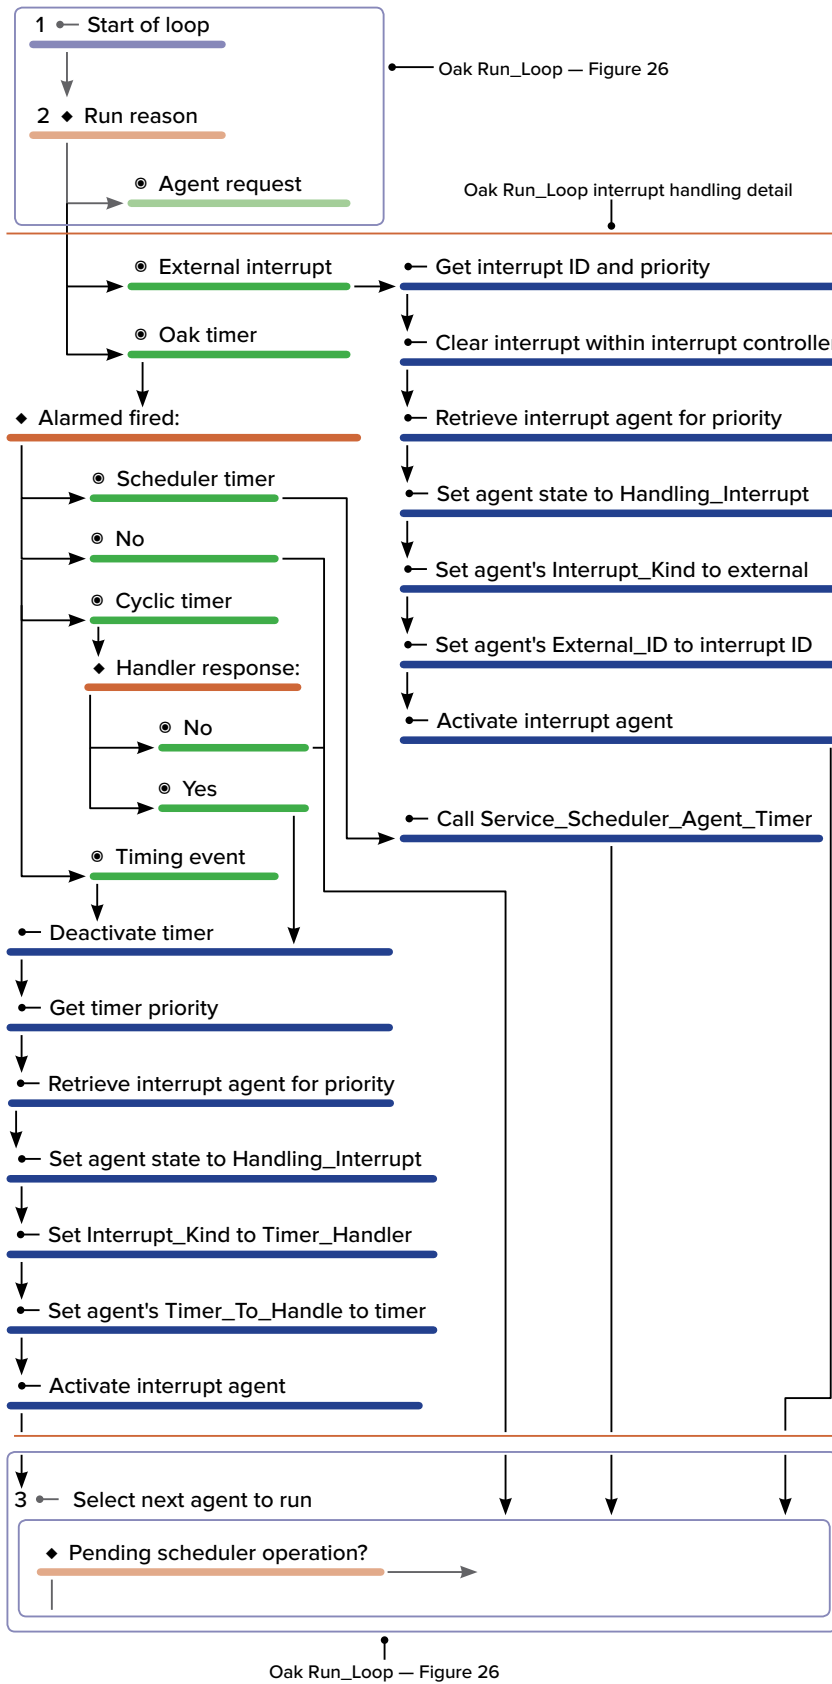 1 Start of loop
Oak Run_Loop — Figure 26
2 Run reason
Agent request
Oak Run_Loop interrupt handling detail
External interrupt
Get interrupt ID and priority
Oak timer
Clear interrupt within interrupt controller
Alarmed fired:
Retrieve interrupt agent for priority
Scheduler timer
Set agent state to Handling_Interrupt
No
Set agent's Interrupt_Kind to external
Cyclic timer
Set agent's External_ID to interrupt ID
Handler response:
Activate interrupt agent
No
Yes
Call Service_Scheduler_Agent_Timer
Timing event
Deactivate timer
Get timer priority
Retrieve interrupt agent for priority
Set agent state to Handling_Interrupt
Set Interrupt_Kind to Timer_Handler
Set agent's Timer_To_Handle to timer
Activate interrupt agent
3 Select next agent to run
Pending scheduler operation?
Oak Run_Loop — Figure 26